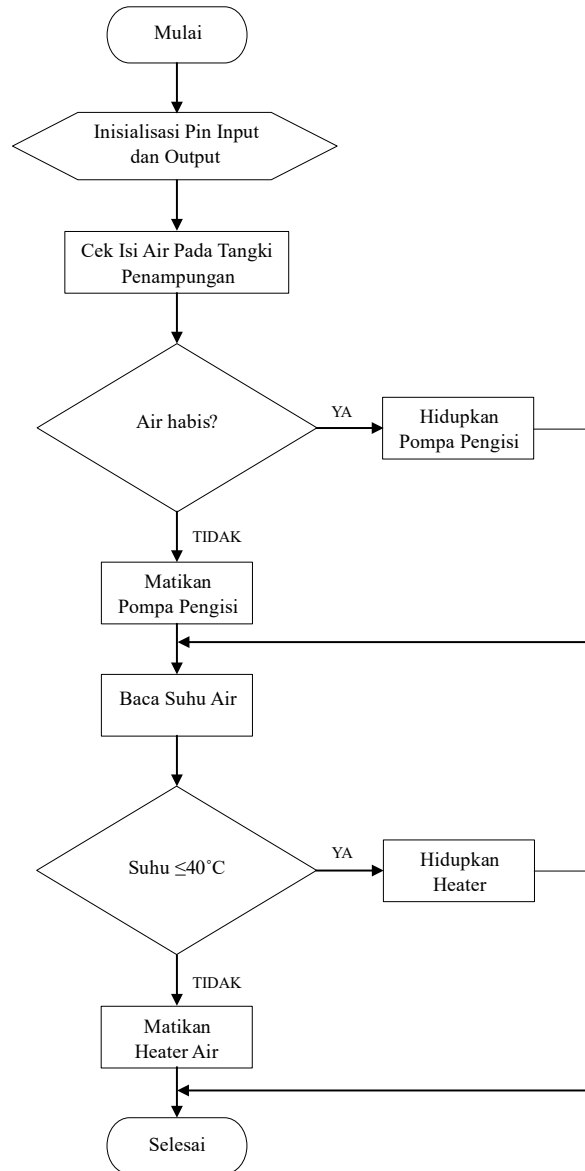 Mulai
Inisialisasi Pin Input
dan Output
Cek Isi Air Pada Tangki
Penampungan
Air habis?
YA
Hidupkan
Pompa Pengisi
TIDAK
Matikan
Pompa Pengisi
Baca Suhu Air
Suhu ≤40˚C
YA
Hidupkan
Heater
TIDAK
Matikan
Heater Air
Selesai